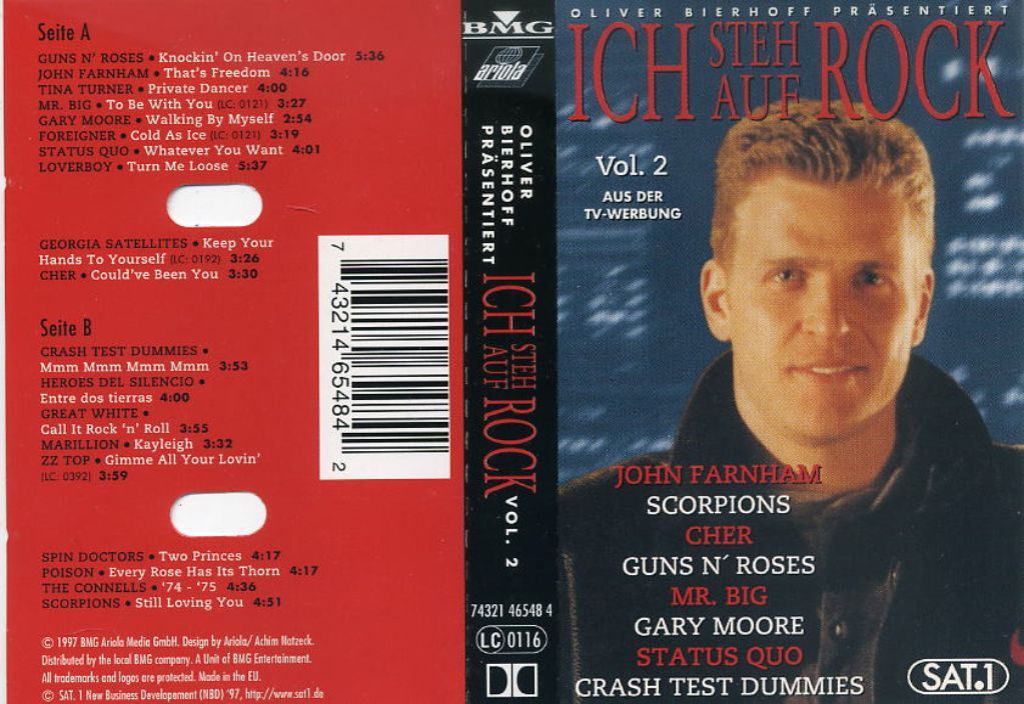 Seite A
GUNS N' ROSES • Knockin' On Heaven's Door 5:36
JOHN FARNHAM • That's Freedom 4:16
TINA TURNER • Private Dancer 4:00
MR. BIG • To Be With You (LC: 0121) 3:27
GARY MOORE • Walking By Myself 2:54
FOREIGNER • Cold As Ice (LC: 0121) 3:19
STATUS QUO • Whatever You Want 4:01
LOVERBOY • Turn Me Loose 5:37
GEORGIA SATELLITES • Keep Your
Hands To Yourself (LC: 0192) 3:26
CHER • Could've Been You 3:30
Seite B
CRASH TEST DUMMIES •
Mmm Mmm Mmm Mmm 3:53
HEROES DEL SILENCIO •
Entre dos tierras 4:00
GREAT WHITE •
Call It Rock 'n' Roll 3:55
MARILLION • Kayleigh 3:32
ZZ TOP • Gimme All Your Lovin'
(LC: 0392) 3:59
SPIN DOCTORS • Two Princes 4:17
POISON • Every Rose Has Its Thorn 4:17
THE CONNELLS • '74 - '75 4:36
SCORPIONS • Still Loving You 4:51
© 1997 BMG Ariola Media GmbH. Design by Ariola/ Achim Natzeck.
Distributed by the local BMG company. A Unit of BMG Entertainment.
All trademarks and logos are protected. Made in the EU.
© SAT. 1 New Business Developement (NBD) '97, http://www.sat1.de
7 43214 65484 2
BMG
ariola
OLIVER
BIERHOFF
PRÄSENTIERT
ICH STEH AUF ROCK
VOL. 2
74321 46548 4
LC 0116
OLIVER BIERHOFF PRÄSENTIERT
ICH STEH AUF ROCK
Vol. 2
AUS DER
TV-WERBUNG
JOHN FARNHAM
SCORPIONS
CHER
GUNS N´ ROSES
MR. BIG
GARY MOORE
STATUS QUO
CRASH TEST DUMMIES
SAT.1